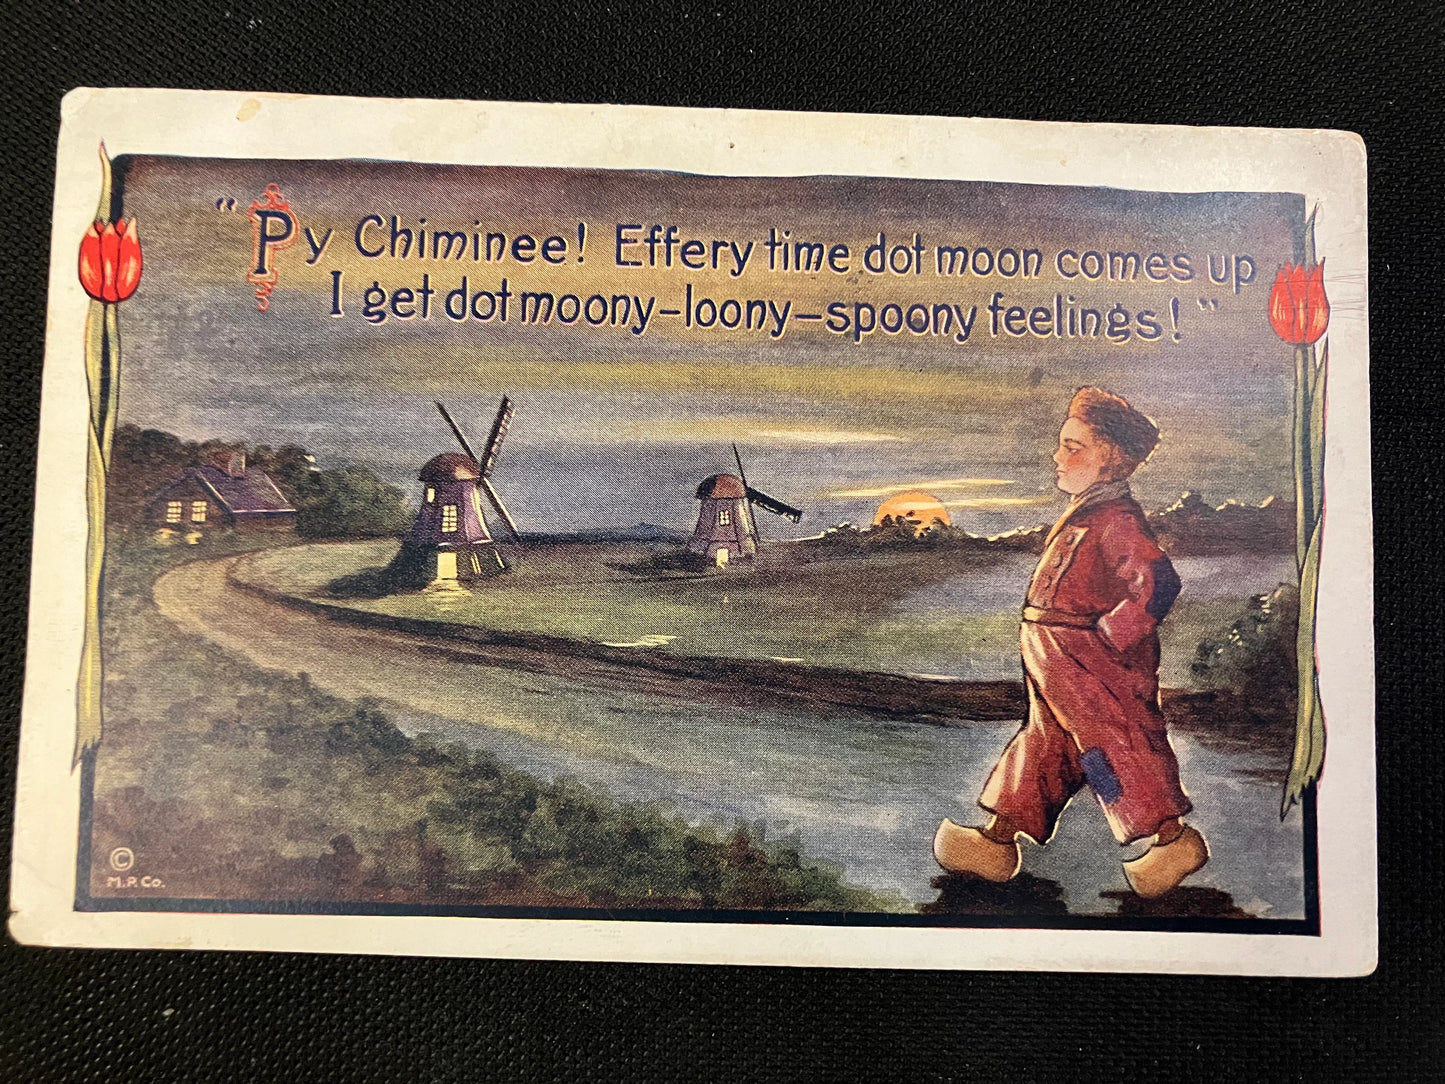 "Py Chiminee! Effery time dot moon comes up
I get dot moony-loony-spoony feelings!"
©
M.P.Co.